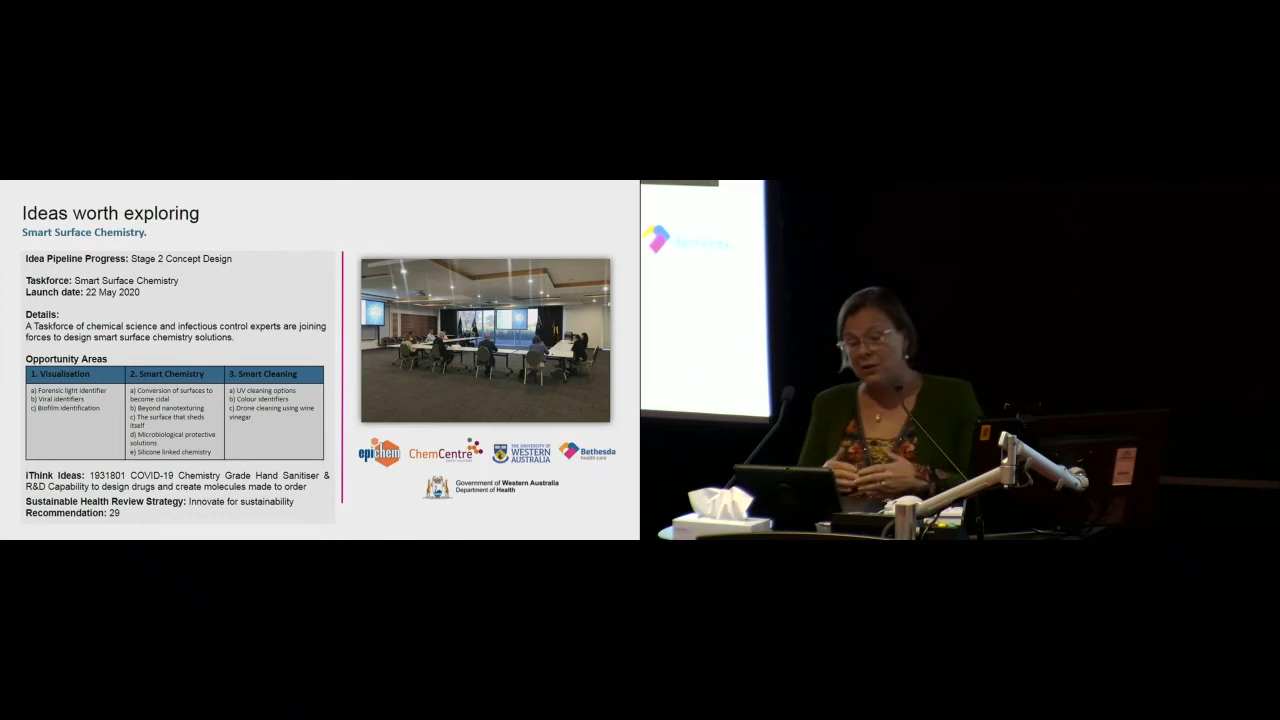 Ideas worth exploring
Smart Surface Chemistry.
Idea Pipeline Progress: Stage 2 Concept Design
Taskforce: Smart Surface Chemistry
Launch date: 22 May 2020
Details:
A Taskforce of chemical science and infectious control experts are joining
forces to design smart surface chemistry solutions.
Opportunity Areas
1. Visualisation
a) Forensic light identifier
b) Viral identifiers
c) Biofilm identification
2. Smart Chemistry
a) Conversion of surfaces to
become cidal
b) Beyond nanotexturing
c) The surface that sheds
itself
d) Microbiological protective
solutions
e) Silicone linked chemistry
3. Smart Cleaning
a) UV cleaning options
b) Colour identifiers
c) Drone cleaning using wine
vinegar
iThink Ideas: 1931801 COVID-19 Chemistry Grade Hand Sanitiser &
R&D Capability to design drugs and create molecules made to order
Sustainable Health Review Strategy: Innovate for sustainability
Recommendation: 29
epichem
ChemCentre
THE UNIVERSITY OF
WESTERN
AUSTRALIA
Bethesda
health care
Government of Western Australia
Department of Health
Bethesda